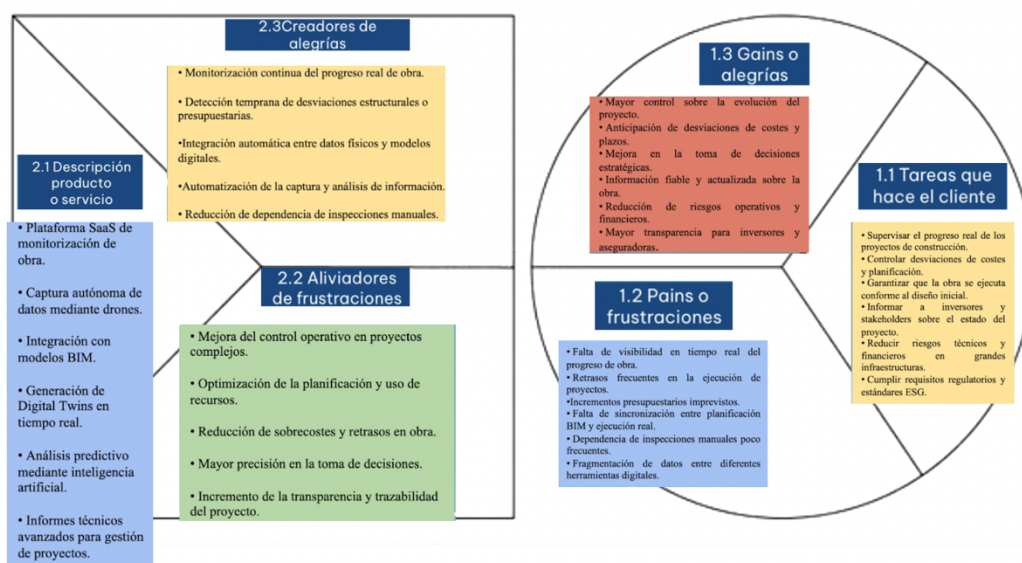 2.3Creadores de
alegrías
• Monitorización continua del progreso real de obra.
• Detección temprana de desviaciones estructurales o
presupuestarias.
•Integración automática entre datos físicos y modelos
digitales.
•Automatización de la captura y análisis de información.
• Reducción de dependencia de inspecciones manuales.
2.1 Descripción
producto
o servicio
• Plataforma SaaS de
monitorización de
obra.
• Captura autónoma de
datos mediante drones.
• Integración con
modelos BIM.
• Generación de
Digital Twins en
tiempo real.
• Análisis predictivo
mediante inteligencia
artificial.
• Informes técnicos
avanzados para gestión
de proyectos.
2.2 Aliviadores
de frustraciones
• Mejora del control operativo en proyectos
complejos.
• Optimización de la planificación y uso de
recursos.
• Reducción de sobrecostes y retrasos en obra.
• Mayor precisión en la toma de decisiones.
• Incremento de la transparencia y trazabilidad
del proyecto.
1.3 Gains o
alegrías
• Mayor control sobre la evolución del
proyecto.
• Anticipación de desviaciones de costes y
plazos.
• Mejora en la toma de decisiones
estratégicas.
• Información fiable y actualizada sobre la
obra.
• Reducción de riesgos operativos y
financieros.
• Mayor transparencia para inversores y
aseguradoras.
1.1 Tareas que
hace el cliente
• Supervisar el progreso real de los
proyectos de construcción.
• Controlar desviaciones de costes
y planificación.
• Garantizar que la obra se ejecuta
conforme al diseño inicial.
• Informar a inversores y
stakeholders sobre el estado del
proyecto.
• Reducir riesgos técnicos y
financieros en grandes
infraestructuras.
• Cumplir requisitos regulatorios y
estándares ESG.
1.2 Pains o
frustraciones
• Falta de visibilidad en tiempo real del
progreso de obra.
• Retrasos frecuentes en la ejecución de
proyectos.
•Incrementos presupuestarios imprevistos.
• Falta de sincronización entre planificación
BIM y ejecución real.
• Dependencia de inspecciones manuales poco
frecuentes.
• Fragmentación de datos entre diferentes
herramientas digitales.